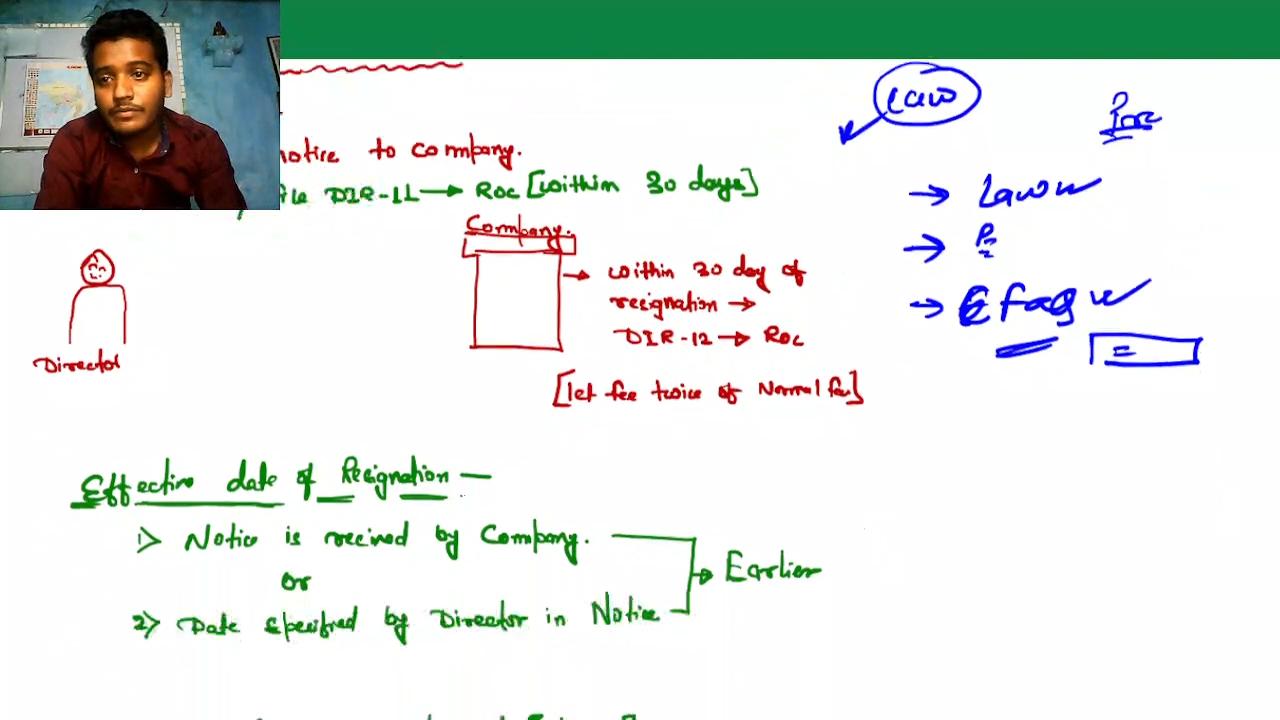 notice to company.
file DIR-11 → Roc [within 30 days]
Company.
→ within 30 day of
resignation →
DIR-12 → Roc
[let fee twice of Normal fee]
Director
Law
→ Law
→ P
Effective date of Resignation —
1> Notice is recived by Company.
or
2> Date specified by Director in Notice
→ Earlier